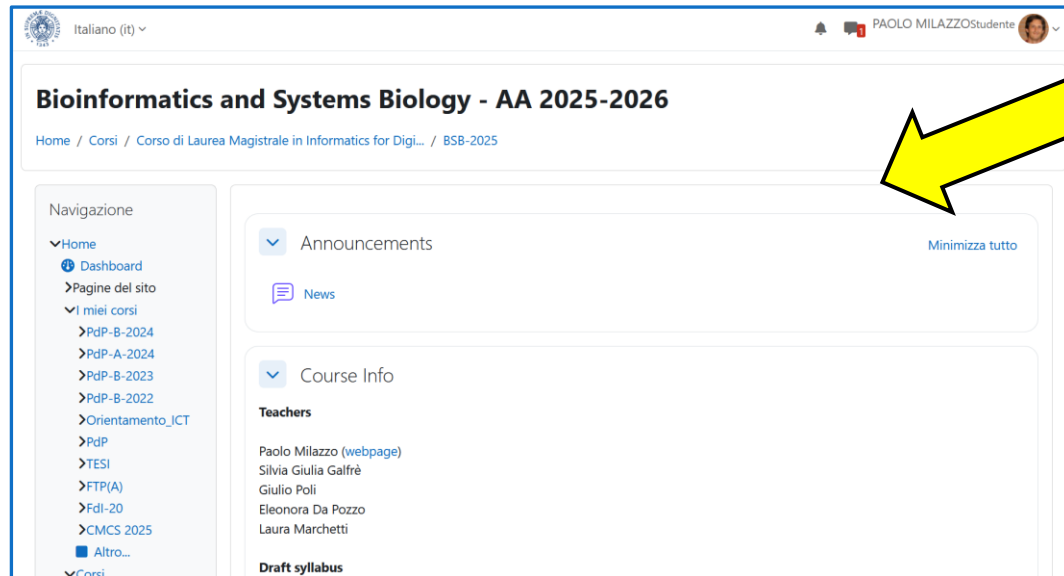 Italiano (it)
PAOLO MILAZZOStudente
1
Bioinformatics and Systems Biology - AA 2025-2026
Home / Corsi / Corso di Laurea Magistrale in Informatics for Digi... / BSB-2025
Navigazione
Home
Dashboard
Pagine del sito
I miei corsi
PdP-B-2024
PdP-A-2024
PdP-B-2023
PdP-B-2022
Orientamento_ICT
PdP
TESI
FTP(A)
FdI-20
CMCS 2025
Altro...
Corsi
Announcements
Minimizza tutto
News
Course Info
Teachers
Paolo Milazzo (webpage)
Silvia Giulia Galfrè
Giulio Poli
Eleonora Da Pozzo
Laura Marchetti
Draft syllabus